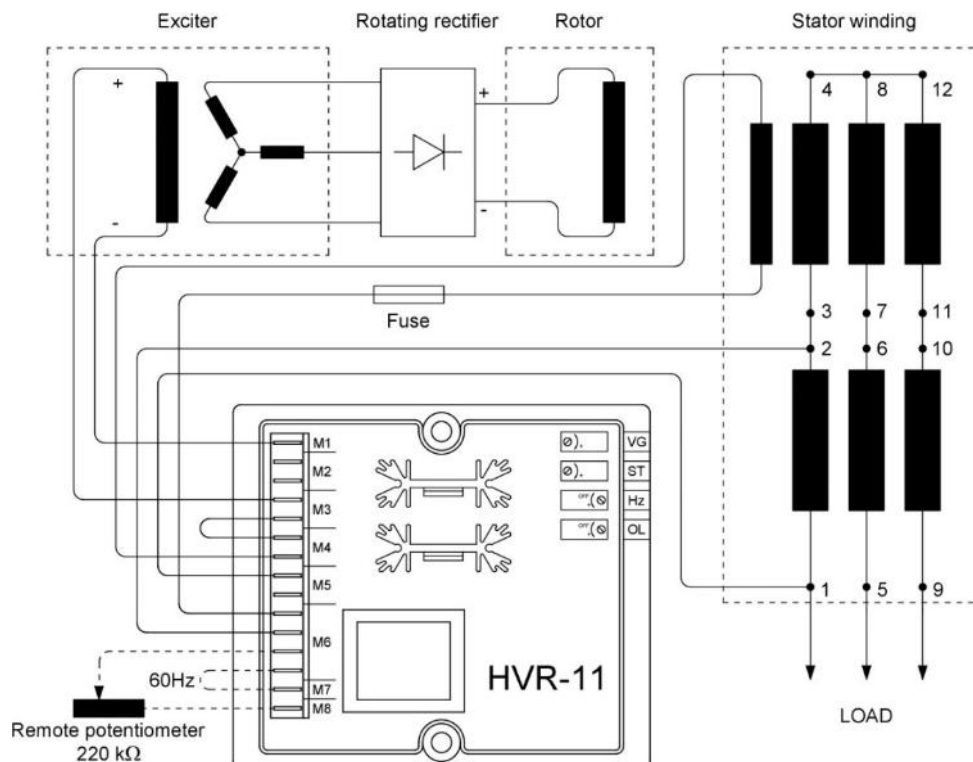 Exciter
Rotating rectifier
Rotor
Stator winding
+
-
+
-
4 8 12
3 7 11
2 6 10
1 5 9
Fuse
M1
M2
M3
M4
M5
M6
M7
M8
VG
ST
OFF Hz
OFF OL
60Hz
HVR-11
LOAD
Remote potentiometer
220 kΩ